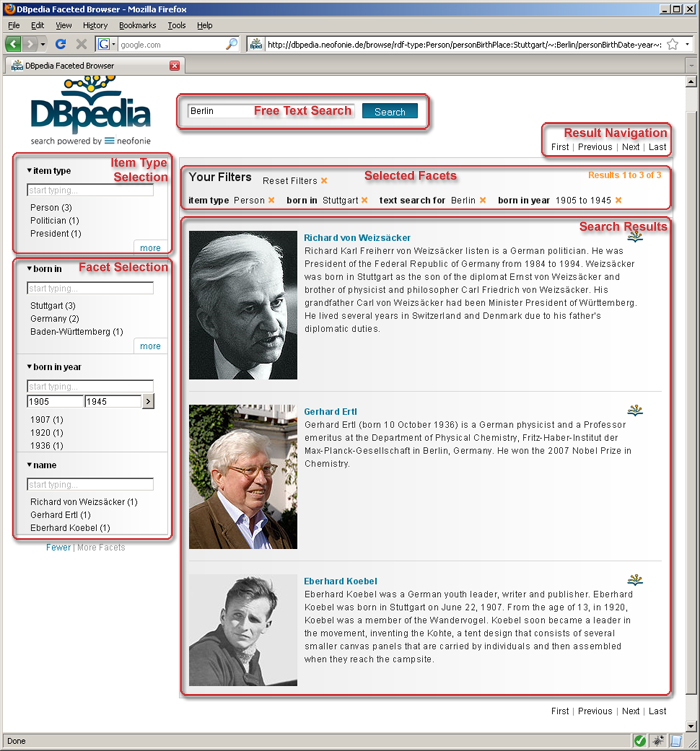 DBpedia Faceted Browser - Mozilla Firefox
File Edit View History Bookmarks Tools Help
google.com
http://dbpedia.neofonie.de/browse/rdf-type:Person/personBirthPlace:Stuttgart/~:Berlin/personBirthDate-year~:
DBpedia Faceted Browser
DBpedia
search powered by neofonie
Berlin
Free Text Search
Search
Result Navigation
First | Previous | Next | Last
Item Type
Selection
item type
start typing...
Person (3)
Politician (1)
President (1)
more
Your Filters
Reset Filters
Selected Facets
Results 1 to 3 of 3
item type Person born in Stuttgart text search for Berlin born in year 1905 to 1945
Facet Selection
born in
start typing...
Stuttgart (3)
Germany (2)
Baden-Württemberg (1)
more
born in year
start typing...
1905 1945 >
1907 (1)
1920 (1)
1936 (1)
name
start typing...
Richard von Weizsäcker (1)
Gerhard Ertl (1)
Eberhard Koebel (1)
Fewer | More Facets
Search Results
Richard von Weizsäcker
Richard Karl Freiherr von Weizsäcker listen is a German politician. He was
President of the Federal Republic of Germany from 1984 to 1994. Weizsäcker
was born in Stuttgart as the son of the diplomat Ernst von Weizsäcker and
brother of physicist and philosopher Carl Friedrich von Weizsäcker. His
grandfather Carl von Weizsäcker had been Minister President of Württemberg.
He lived several years in Switzerland and Denmark due to his father's
diplomatic duties.
Gerhard Ertl
Gerhard Ertl (born 10 October 1936) is a German physicist and a Professor
emeritus at the Department of Physical Chemistry, Fritz-Haber-Institut der
Max-Planck-Gesellschaft in Berlin, Germany. He won the 2007 Nobel Prize in
Chemistry.
Eberhard Koebel
Eberhard Koebel was a German youth leader, writer and publisher. Eberhard
Koebel was born in Stuttgart on June 22, 1907. From the age of 13, in 1920,
Koebel was a member of the Wandervogel. Koebel soon became a leader in
the movement, inventing the Kohte, a tent design that consists of several
smaller canvas panels that are carried by individuals and then assembled
when they reach the campsite.
First | Previous | Next | Last
Done